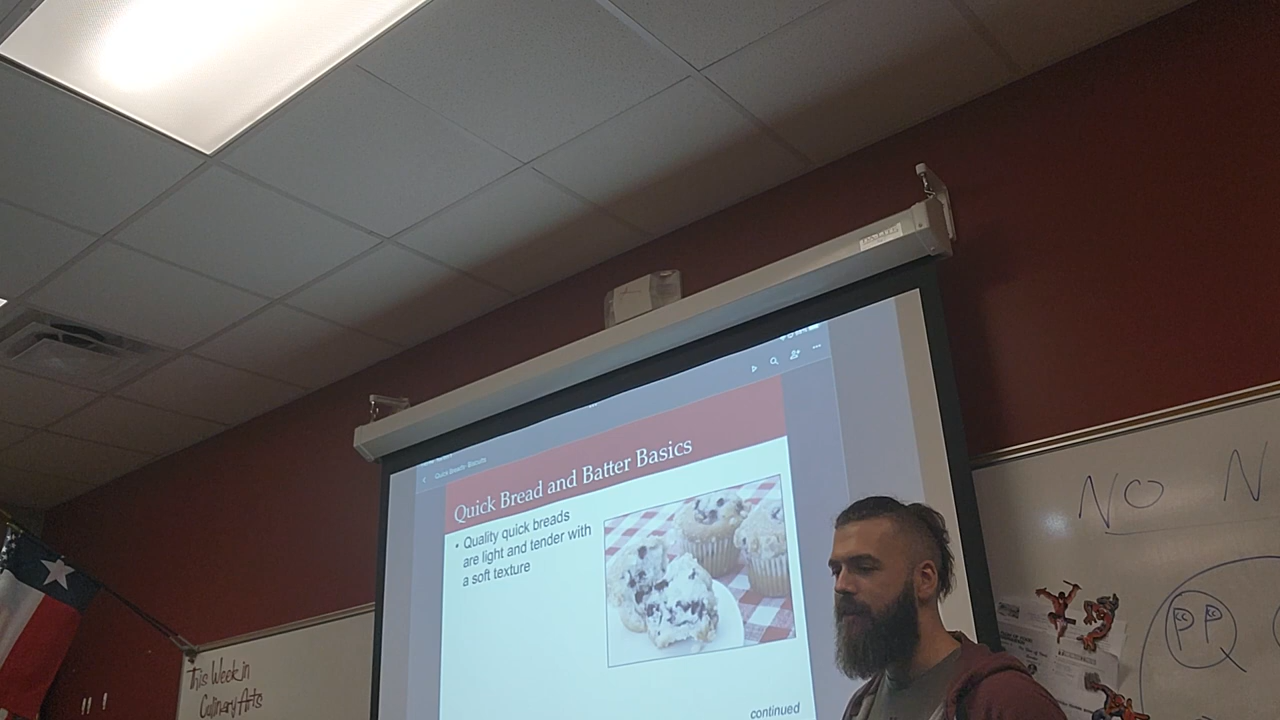 Quick Breads- Biscuits
Quick Bread and Batter Basics
• Quality quick breads
are light and tender with
a soft texture
continued
This Week in
Culinary Arts
NO N